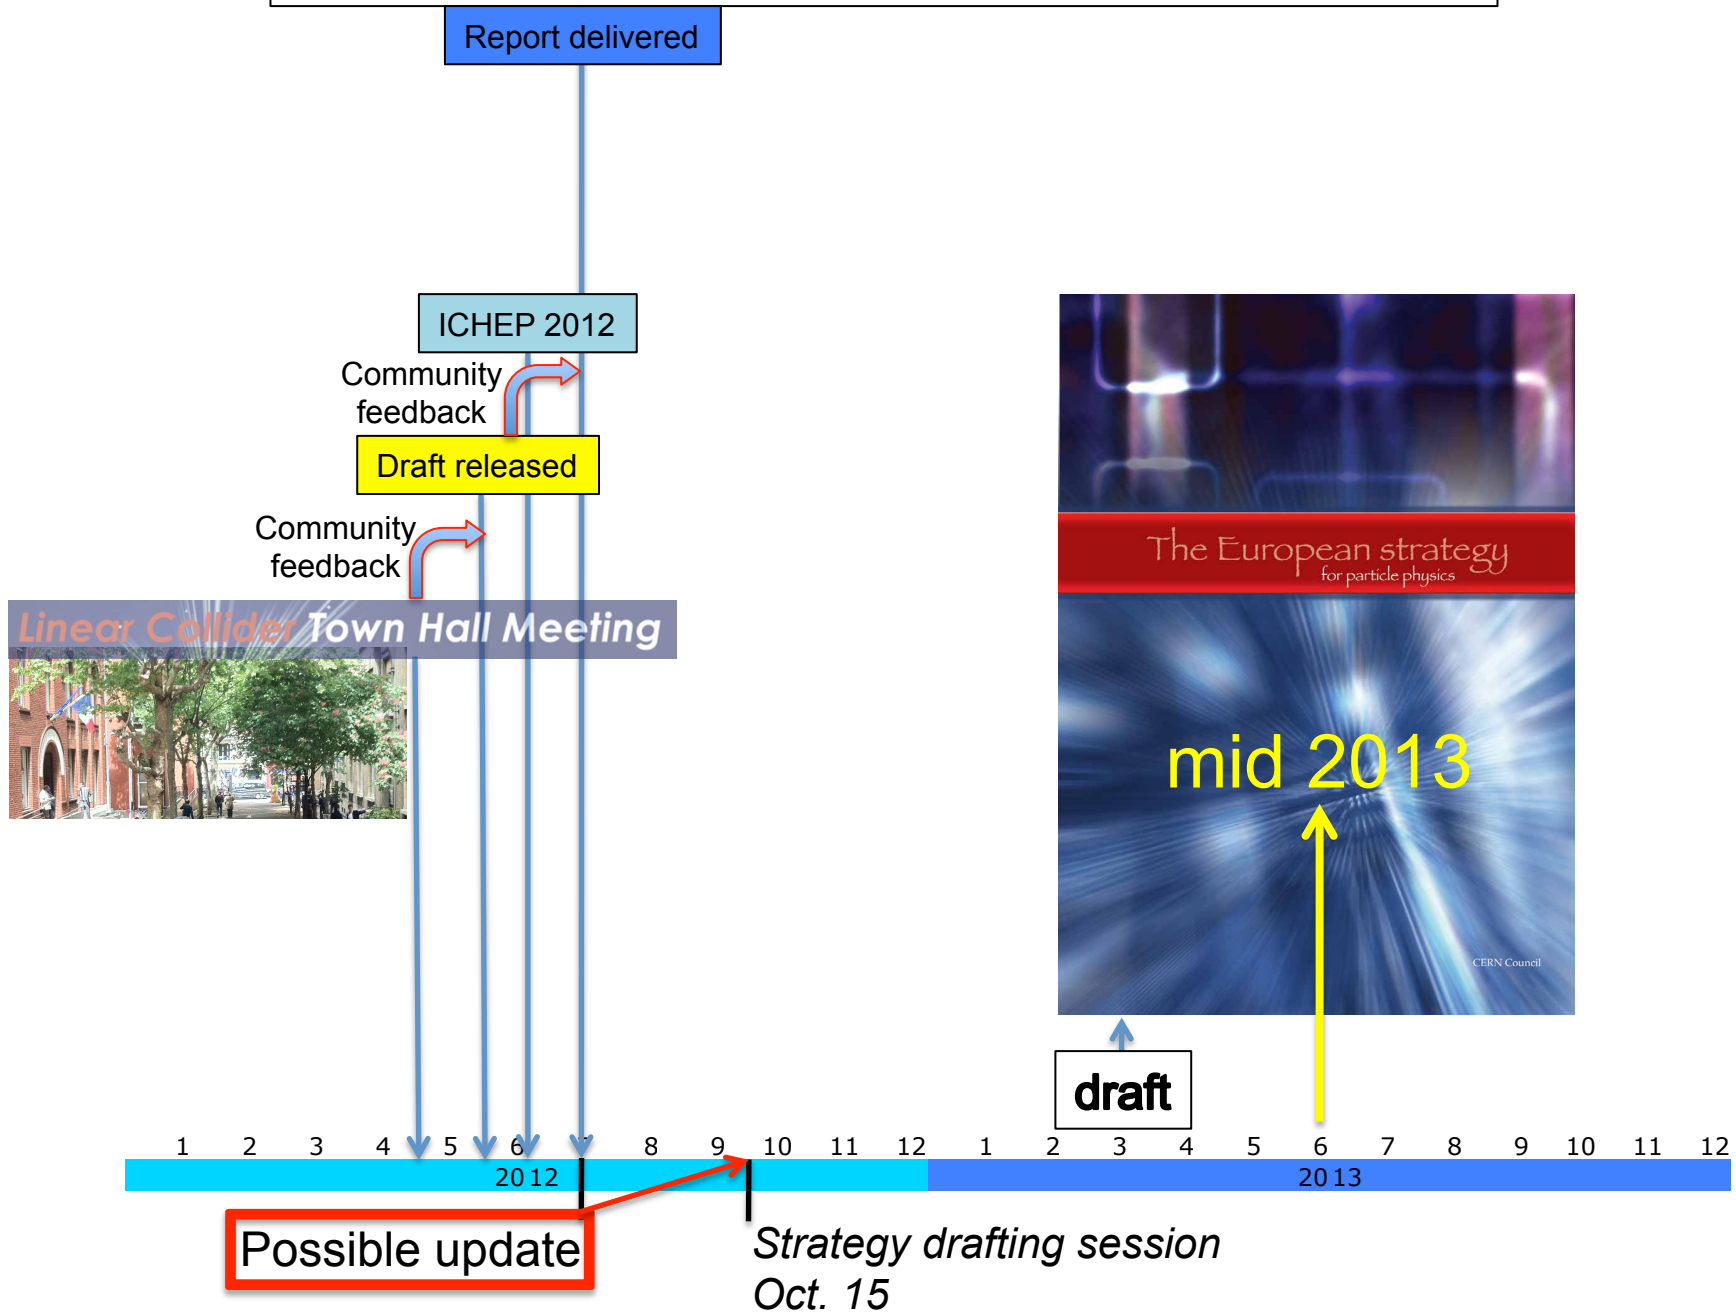 Report delivered
ICHEP 2012
Community
feedback
Draft released
Community
feedback
Linear Collider Town Hall Meeting
The European strategy
for particle physics
mid 2013
CERN Council
draft
1 2 3 4 5 6 7 8 9 10 11 12 1 2 3 4 5 6 7 8 9 10 11 12
2012 2013
Possible update
Strategy drafting session
Oct. 15